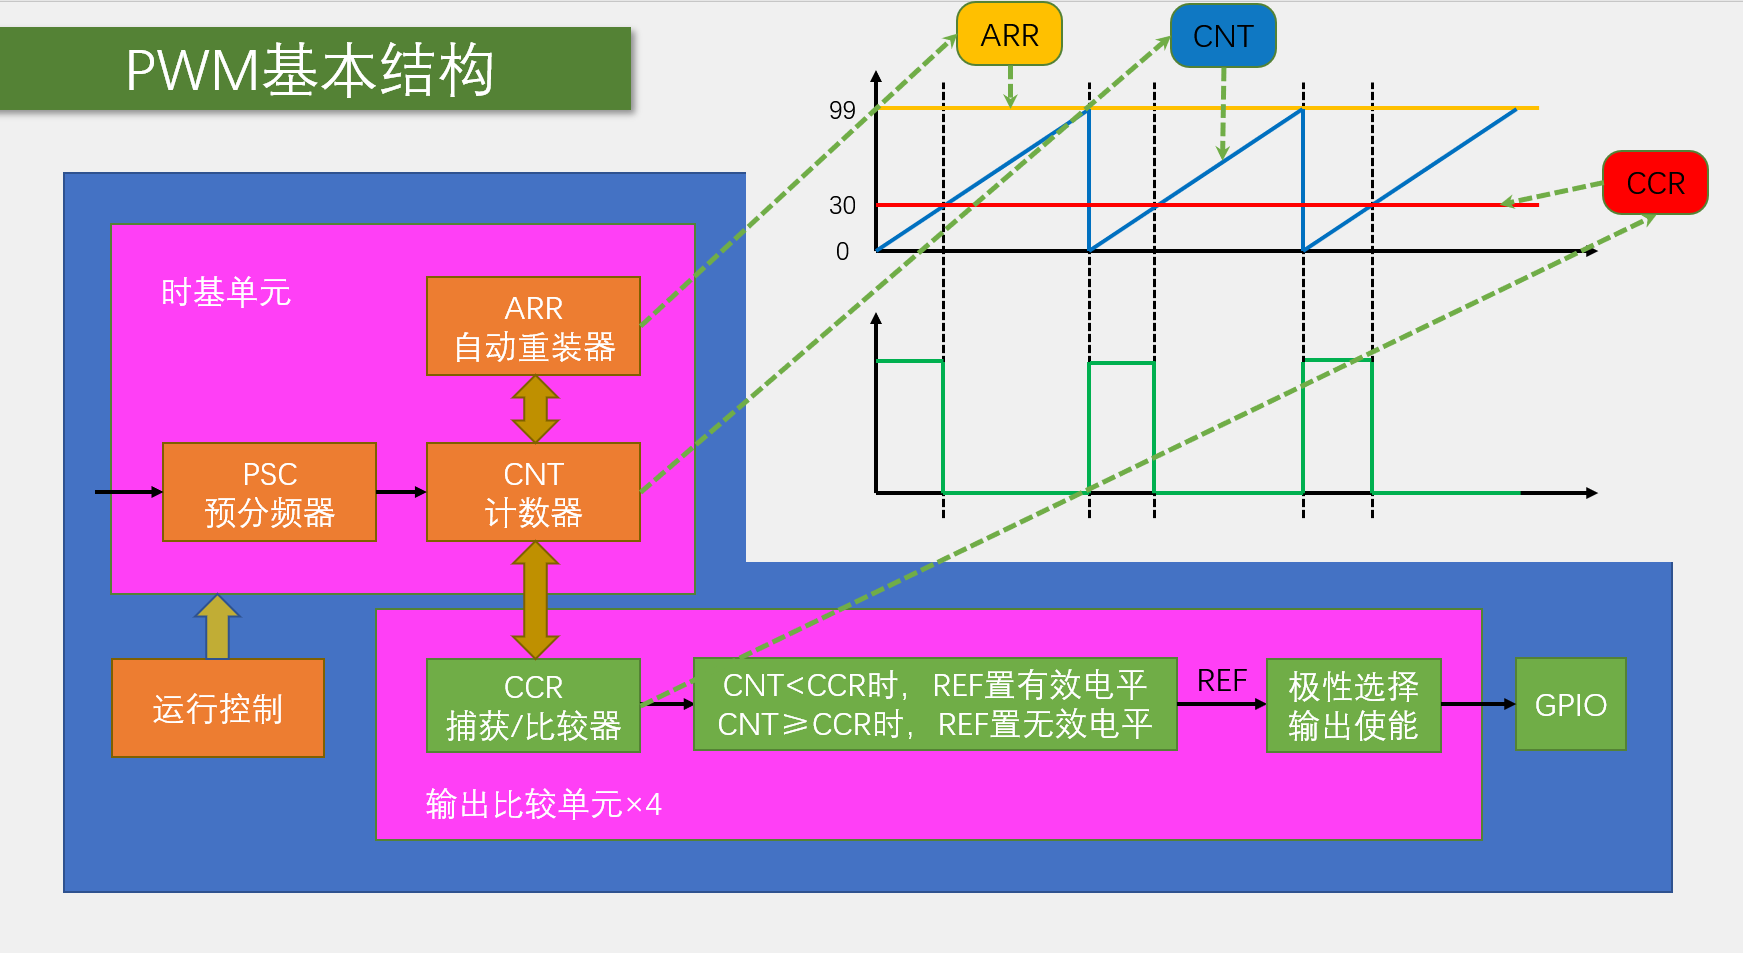 PWM基本结构
ARR
CNT
CCR
99
30
0
时基单元
ARR
自动重装器
PSC
预分频器
CNT
计数器
运行控制
CCR
捕获/比较器
CNT<CCR时，REF置有效电平
CNT≥CCR时，REF置无效电平
REF
极性选择
输出使能
GPIO
输出比较单元×4